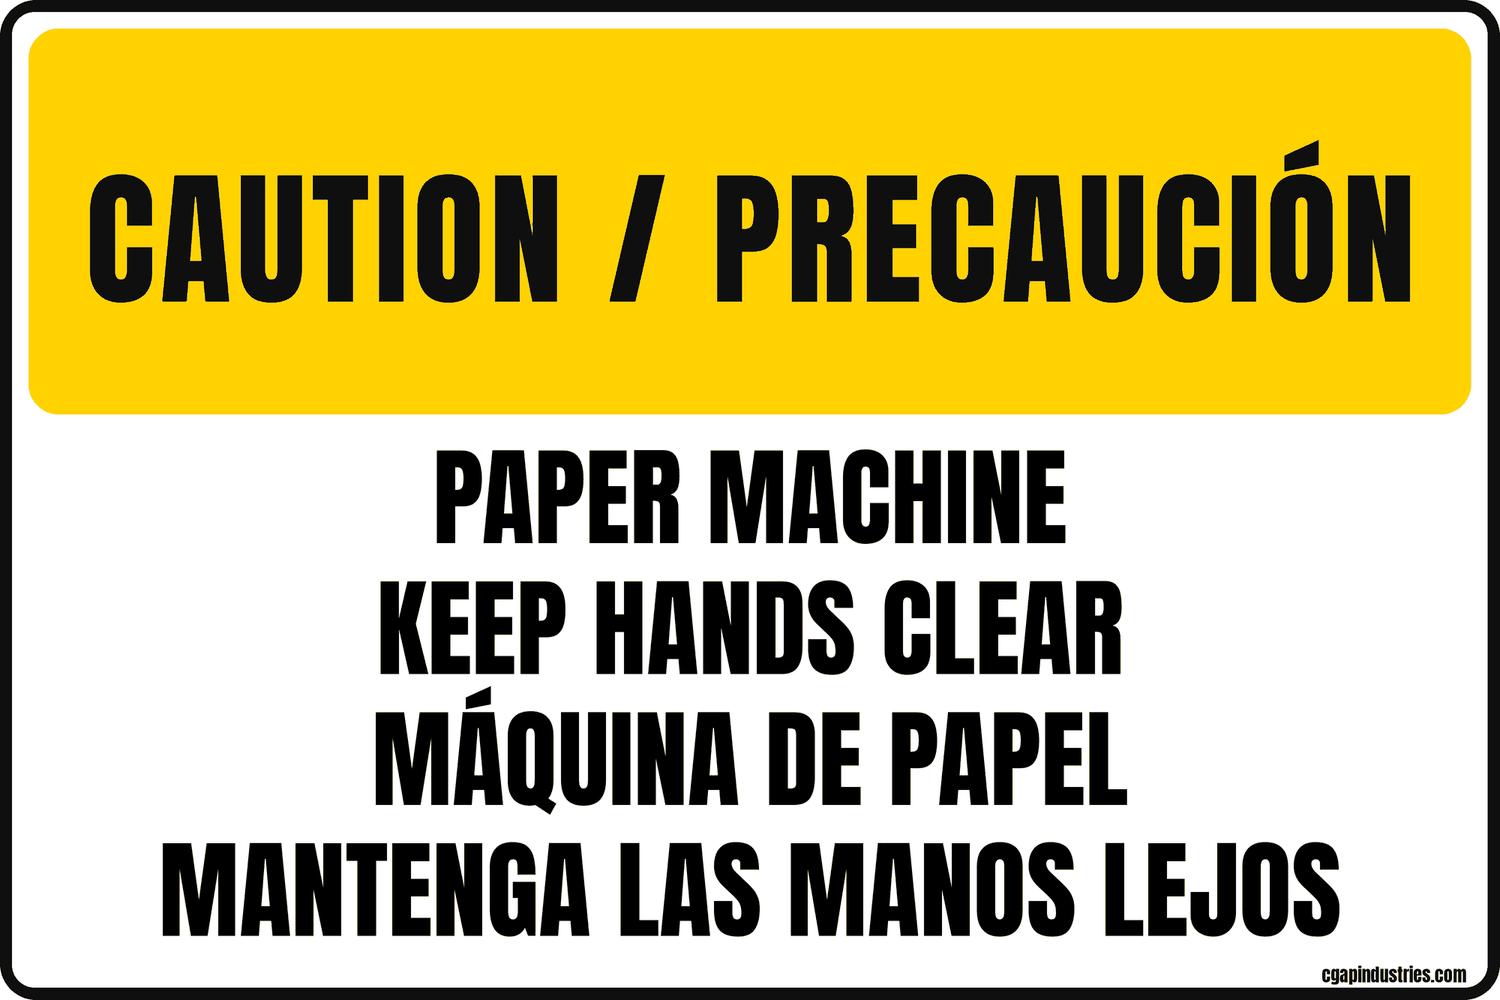 CAUTION / PRECAUCIÓN
PAPER MACHINE
KEEP HANDS CLEAR
MÁQUINA DE PAPEL
MANTENGA LAS MANOS LEJOS
cgapindustries.com